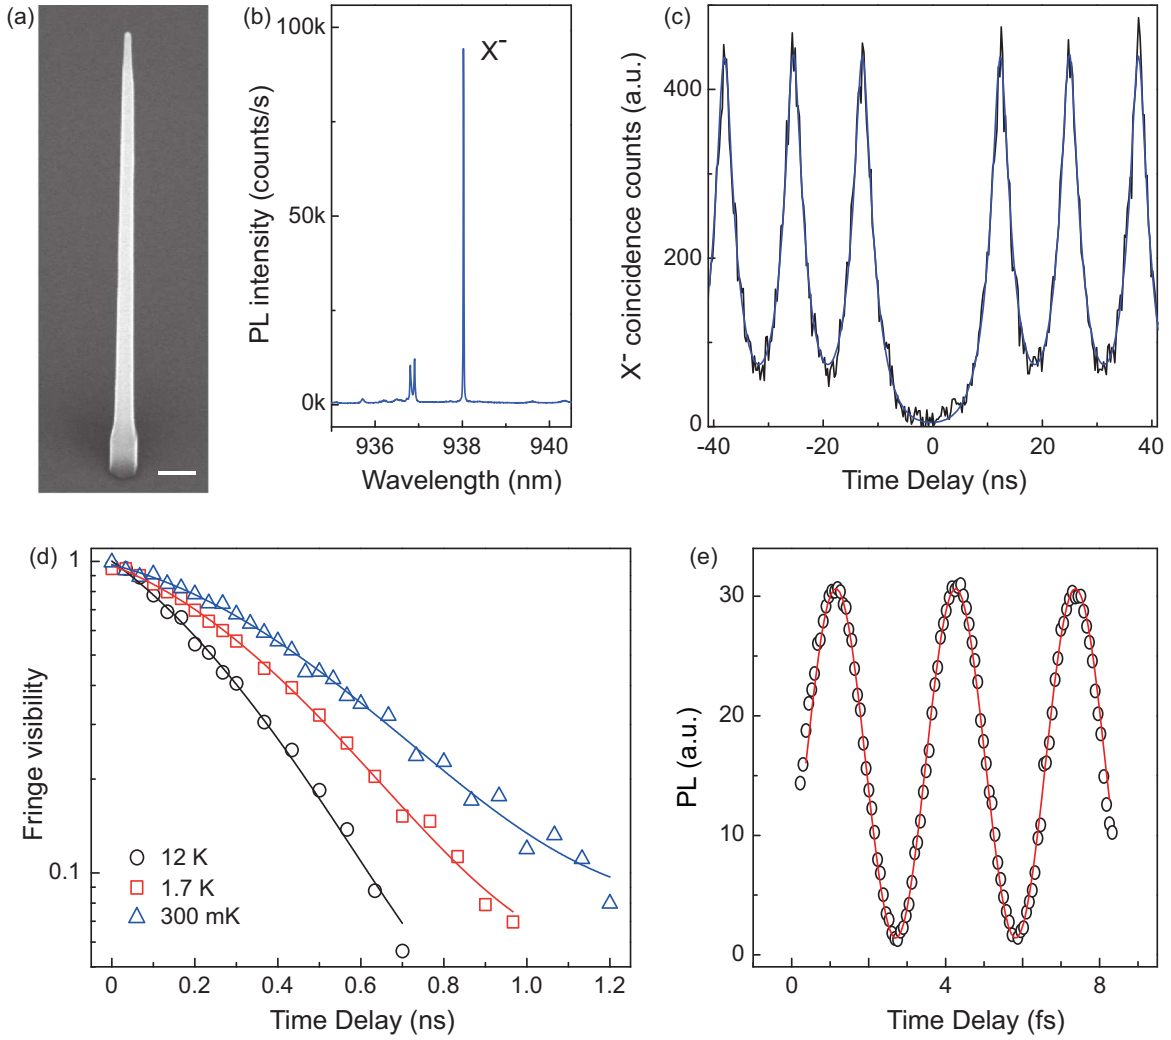 (a)
(b)
100k
50k
0k
X⁻
PL intensity (counts/s)
936
938
940
Wavelength (nm)
(c)
400
200
0
X⁻ coincidence counts (a.u.)
-40
-20
0
20
40
Time Delay (ns)
(d)
1
0.1
Fringe visibility
12 K
1.7 K
300 mK
0
0.2
0.4
0.6
0.8
1.0
1.2
Time Delay (ns)
(e)
30
20
10
0
PL (a.u.)
0
4
8
Time Delay (fs)